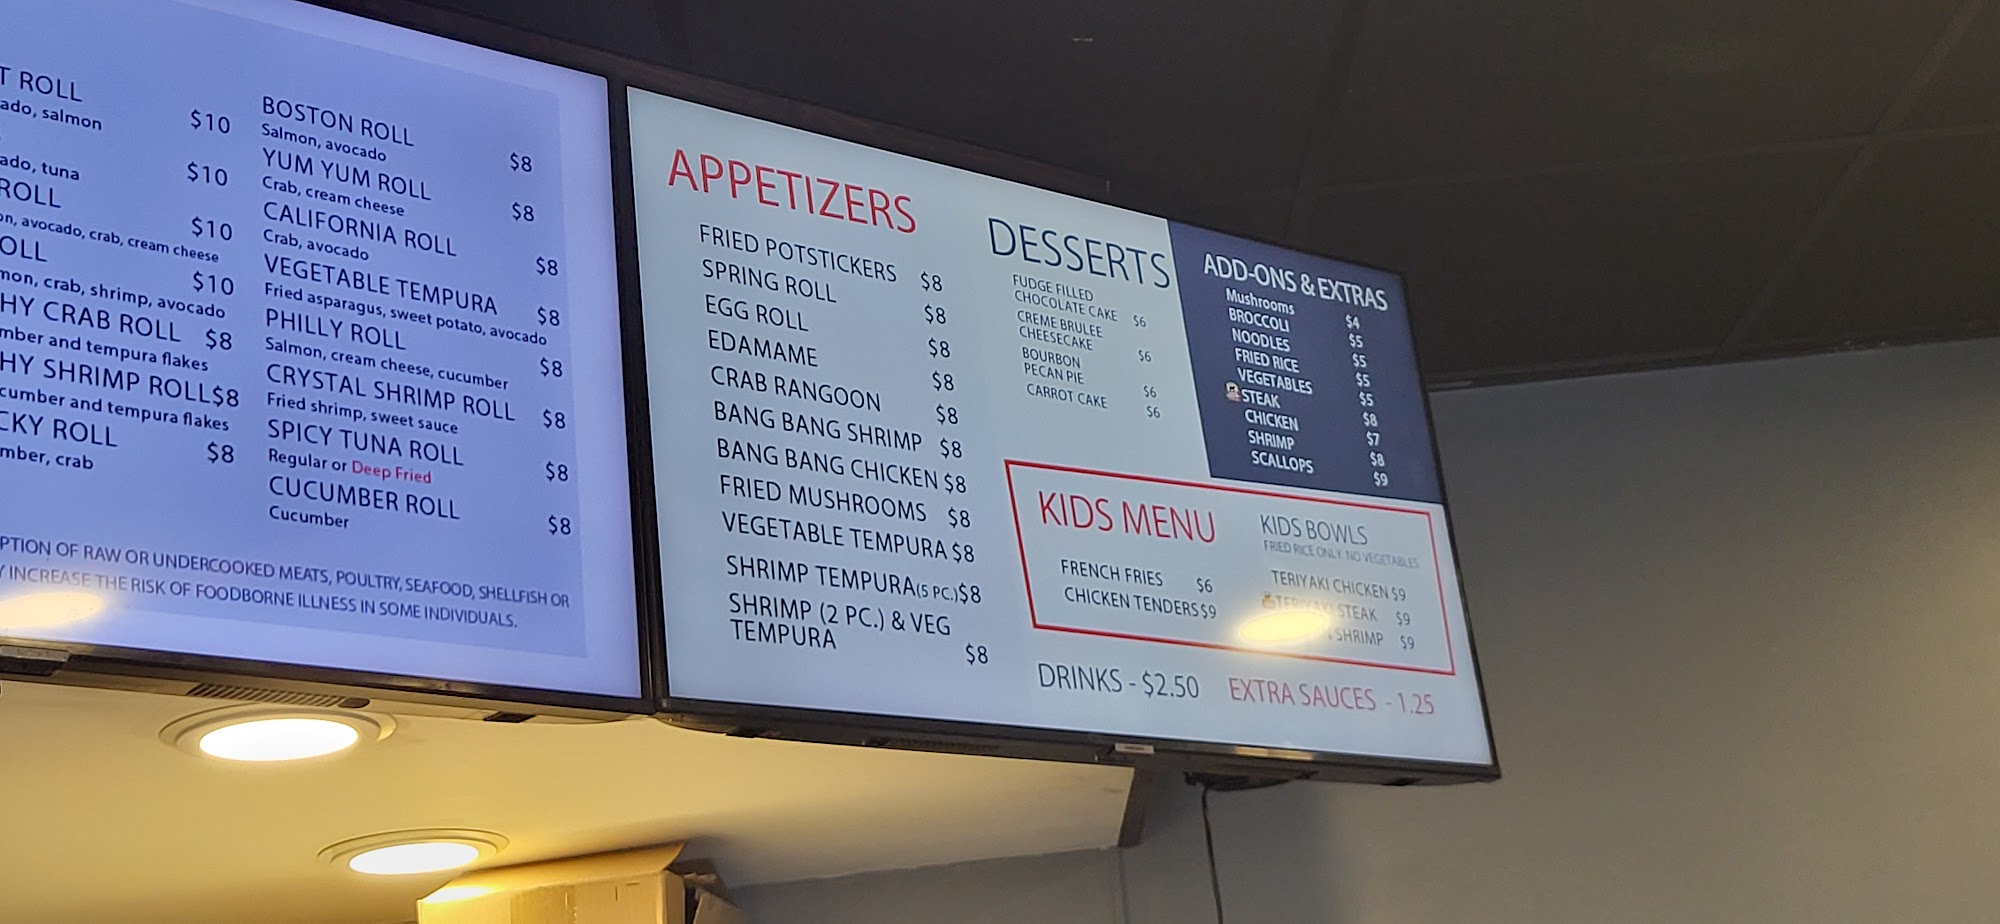 T ROLL
ado, salmon $10
ado, tuna $10
ROLL
on, avocado, crab, cream cheese $10
OLL
mon, crab, shrimp, avocado $10
HY CRAB ROLL $8
mber and tempura flakes
HY SHRIMP ROLL $8
cumber and tempura flakes
CKY ROLL $8
mber, crab
BOSTON ROLL $8
Salmon, avocado
YUM YUM ROLL $8
Crab, cream cheese
CALIFORNIA ROLL $8
Crab, avocado
VEGETABLE TEMPURA $8
Fried asparagus, sweet potato, avocado
PHILLY ROLL $8
Salmon, cream cheese, cucumber
CRYSTAL SHRIMP ROLL $8
Fried shrimp, sweet sauce
SPICY TUNA ROLL $8
Regular or Deep Fried
CUCUMBER ROLL $8
Cucumber
PTION OF RAW OR UNDERCOOKED MEATS, POULTRY, SEAFOOD, SHELLFISH OR
Y INCREASE THE RISK OF FOODBORNE ILLNESS IN SOME INDIVIDUALS.
APPETIZERS
FRIED POTSTICKERS $8
SPRING ROLL $8
EGG ROLL $8
EDAMAME $8
CRAB RANGOON $8
BANG BANG SHRIMP $8
BANG BANG CHICKEN $8
FRIED MUSHROOMS $8
VEGETABLE TEMPURA $8
SHRIMP TEMPURA(5 PC.) $8
SHRIMP (2 PC.) & VEG
TEMPURA $8
DESSERTS
FUDGE FILLED
CHOCOLATE CAKE $6
CREME BRULEE
CHEESECAKE $6
BOURBON
PECAN PIE $6
CARROT CAKE $6
ADD-ONS & EXTRAS
Mushrooms $4
BROCCOLI $5
NOODLES $5
FRIED RICE $5
VEGETABLES $5
STEAK $8
CHICKEN $7
SHRIMP $8
SCALLOPS $9
KIDS MENU
FRENCH FRIES $6
CHICKEN TENDERS $9
KIDS BOWLS
FRIED RICE ONLY. NO VEGETABLES
TERIYAKI CHICKEN $9
TERIYAKI STEAK $9
SHRIMP $9
DRINKS - $2.50
EXTRA SAUCES - 1.25